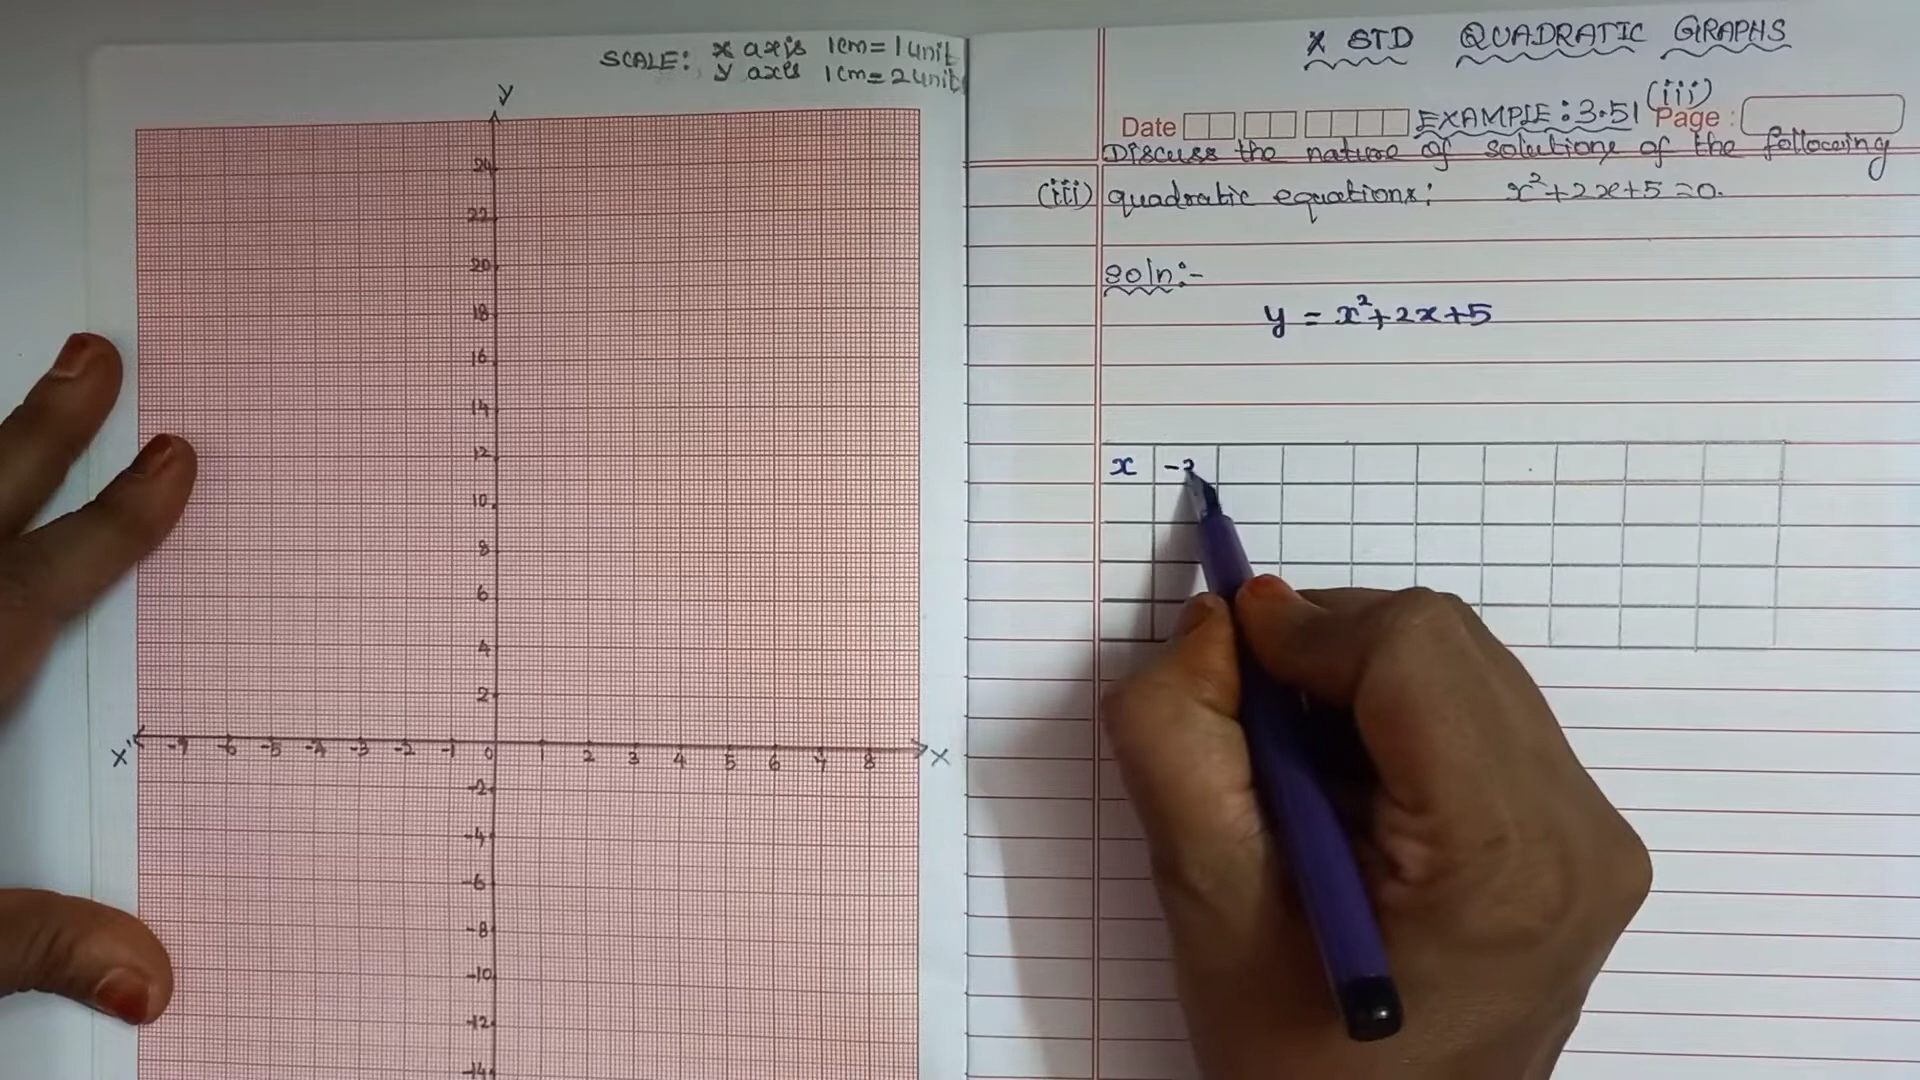 SCALE: x axis 1cm = 1 unit
y axis 1cm = 2 unit
Y
24
22
20
18
16
14
12
10
8
6
4
2
X' -7 -6 -5 -4 -3 -2 -1 0 1 2 3 4 5 6 7 8 X
-2
-4
-6
-8
-10
-12
-14
X STD QUADRATIC GRAPHS
(iii)
Date EXAMPLE: 3.51 Page :
Discuss the nature of solutions of the following
(iii) quadratic equations: x²+2x+5=0.
Soln:-
y = x²+2x+5
x